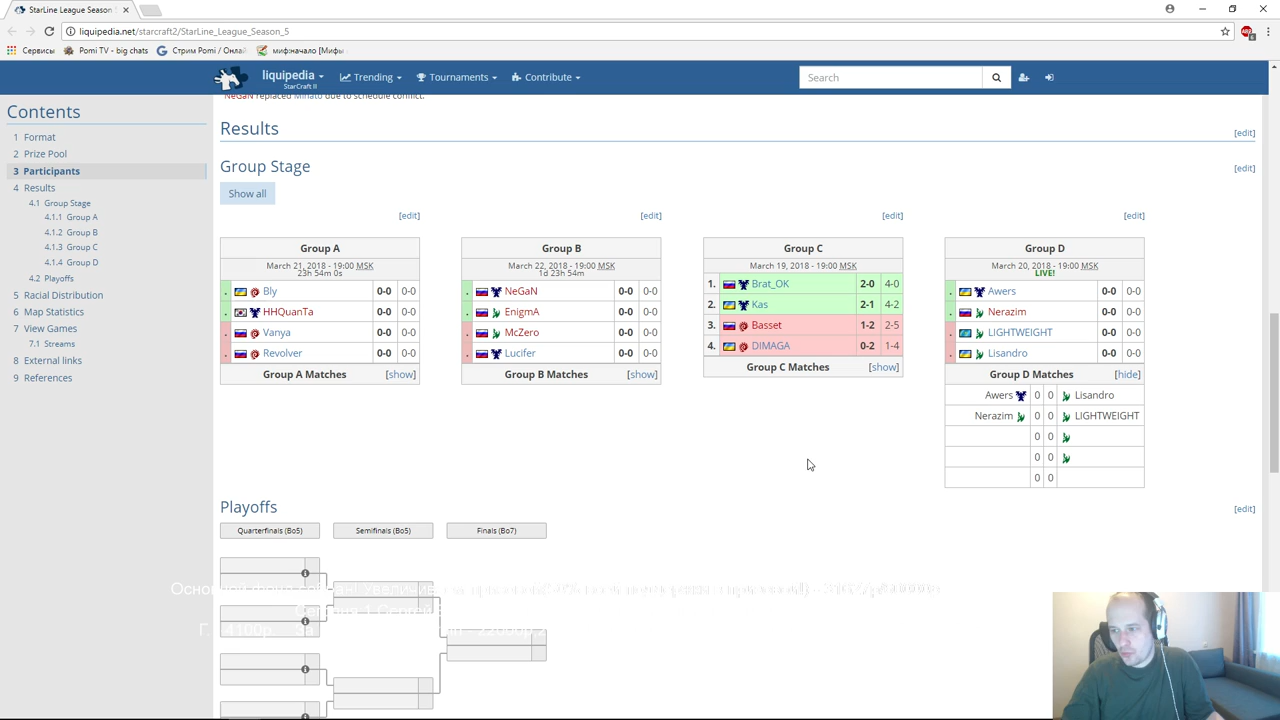 StarLine League Season
liquipedia.net/starcraft2/StarLine_League_Season_5
Сервисы Pomi TV - big chats Стрим Pomi / Онлай мифначало [Мифы
liquipedia StarCraft II Trending Tournaments Contribute Search
Contents
1 Format
2 Prize Pool
3 Participants
4 Results
4.1 Group Stage
4.1.1 Group A
4.1.2 Group B
4.1.3 Group C
4.1.4 Group D
4.2 Playoffs
5 Racial Distribution
6 Map Statistics
7 View Games
7.1 Streams
8 External links
9 References
NeGaN replaced Minato due to schedule conflict.
Results [edit]
Group Stage [edit]
Show all
[edit] [edit] [edit] [edit]
Group A
March 21, 2018 - 19:00 MSK
23h 54m 0s
Bly 0-0 0-0
HHQuanTa 0-0 0-0
Vanya 0-0 0-0
Revolver 0-0 0-0
Group A Matches [show]
Group B
March 22, 2018 - 19:00 MSK
1d 23h 54m
NeGaN 0-0 0-0
EnigmA 0-0 0-0
McZero 0-0 0-0
Lucifer 0-0 0-0
Group B Matches [show]
Group C
March 19, 2018 - 19:00 MSK
1. Brat_OK 2-0 4-0
2. Kas 2-1 4-2
3. Basset 1-2 2-5
4. DIMAGA 0-2 1-4
Group C Matches [show]
Group D
March 20, 2018 - 19:00 MSK
LIVE!
Awers 0-0 0-0
Nerazim 0-0 0-0
LIGHTWEIGHT 0-0 0-0
Lisandro 0-0 0-0
Group D Matches [hide]
Awers 0 0 Lisandro
Nerazim 0 0 LIGHTWEIGHT
0 0
0 0
0 0
Playoffs [edit]
Quarterfinals (Bo5) Semifinals (Bo5) Finals (Bo7)